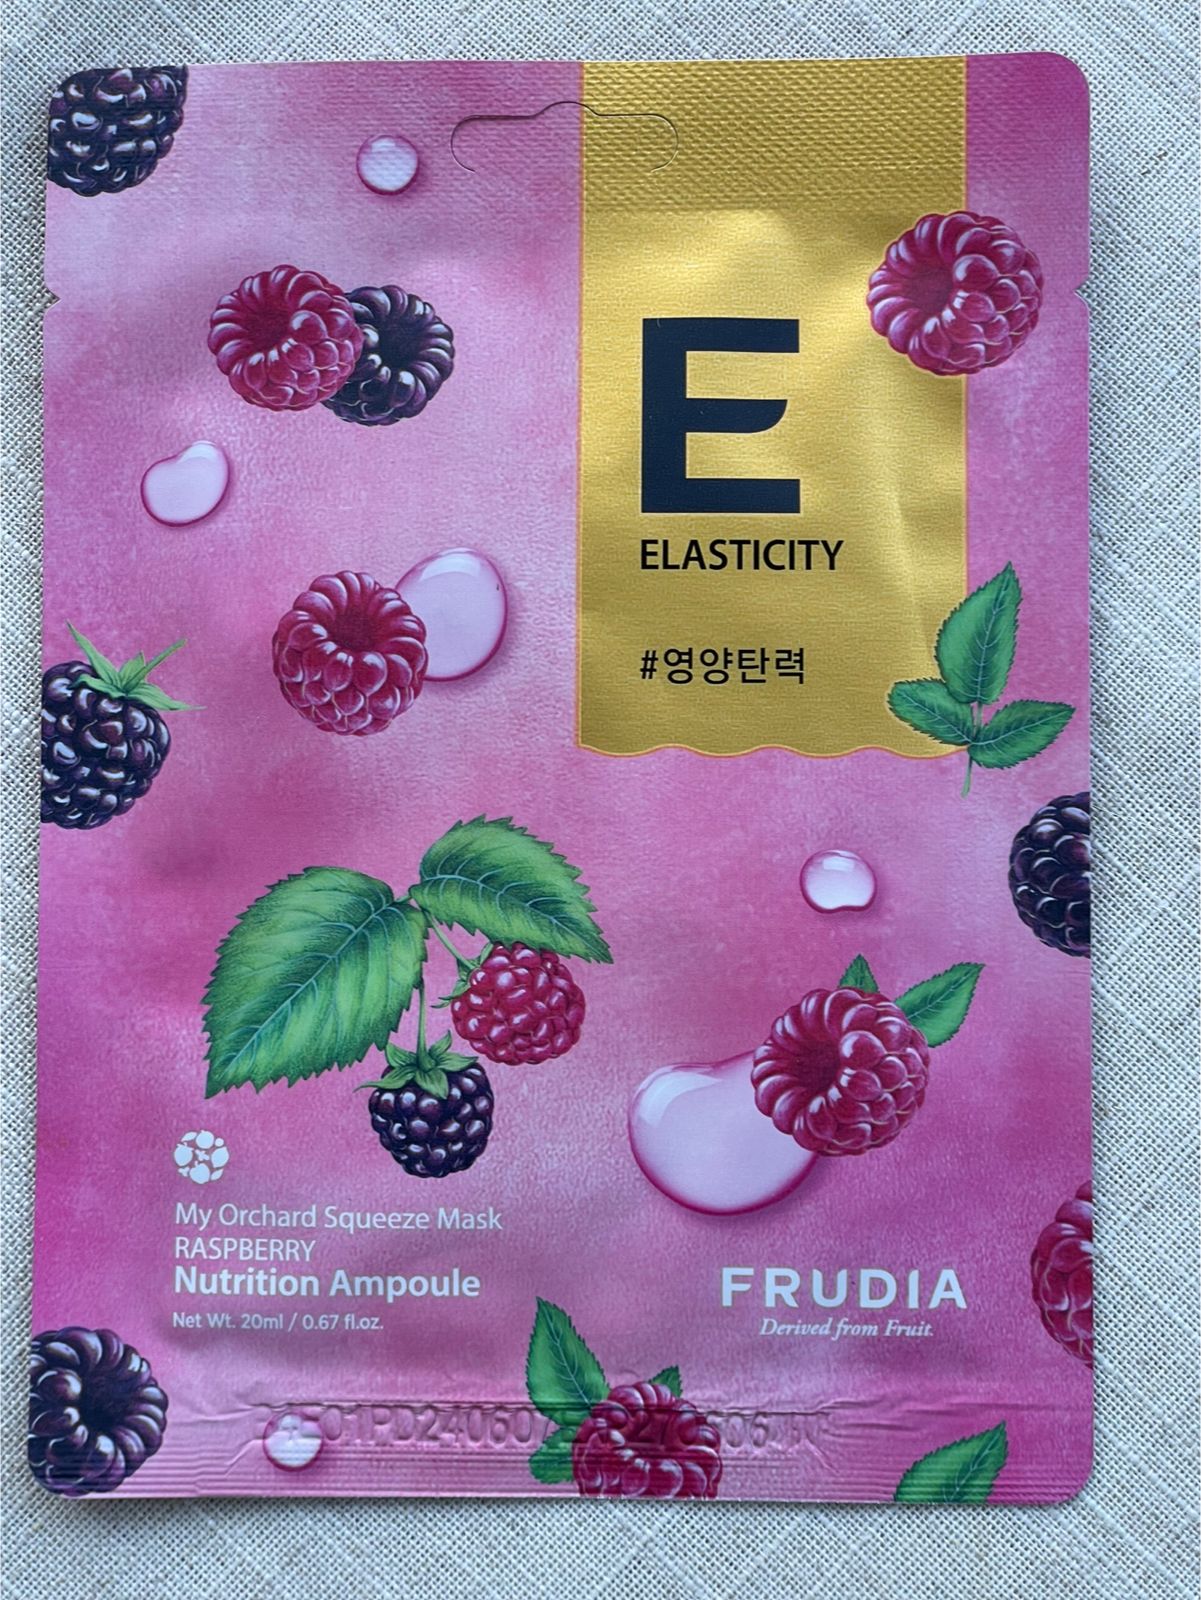 E
ELASTICITY
#영양탄력
My Orchard Squeeze Mask
RASPBERRY
Nutrition Ampoule
Net Wt. 20ml / 0.67 fl.oz.
FRUDIA
Derived from Fruit.